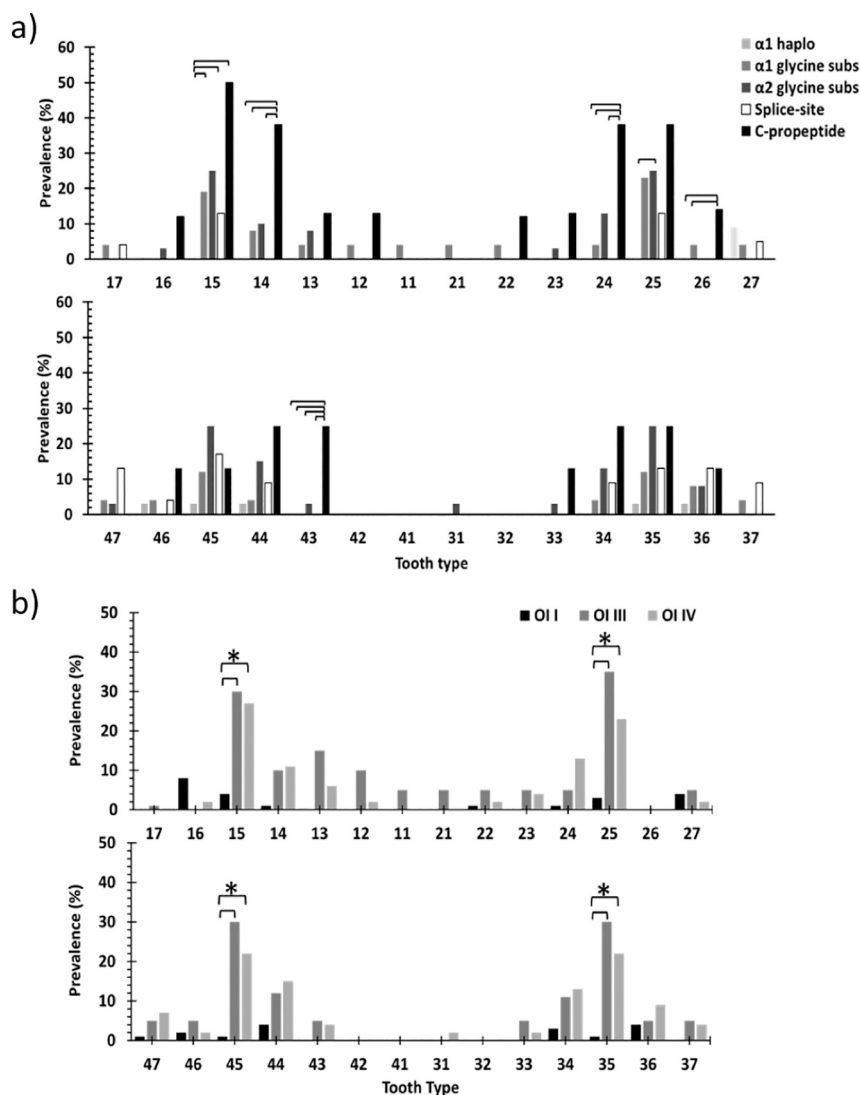 a)
α1 haplo
α1 glycine subs
α2 glycine subs
Splice-site
C-propeptide
Prevalence (%)
60
50
40
30
20
10
0
17 16 15 14 13 12 11 21 22 23 24 25 26 27
Prevalence (%)
60
50
40
30
20
10
0
47 46 45 44 43 42 41 31 32 33 34 35 36 37
Tooth type
b)
OI I OI III OI IV
Prevalence (%)
50
40
30
20
10
0
* *
17 16 15 14 13 12 11 21 22 23 24 25 26 27
Prevalence (%)
50
40
30
20
10
0
* *
47 46 45 44 43 42 41 31 32 33 34 35 36 37
Tooth Type